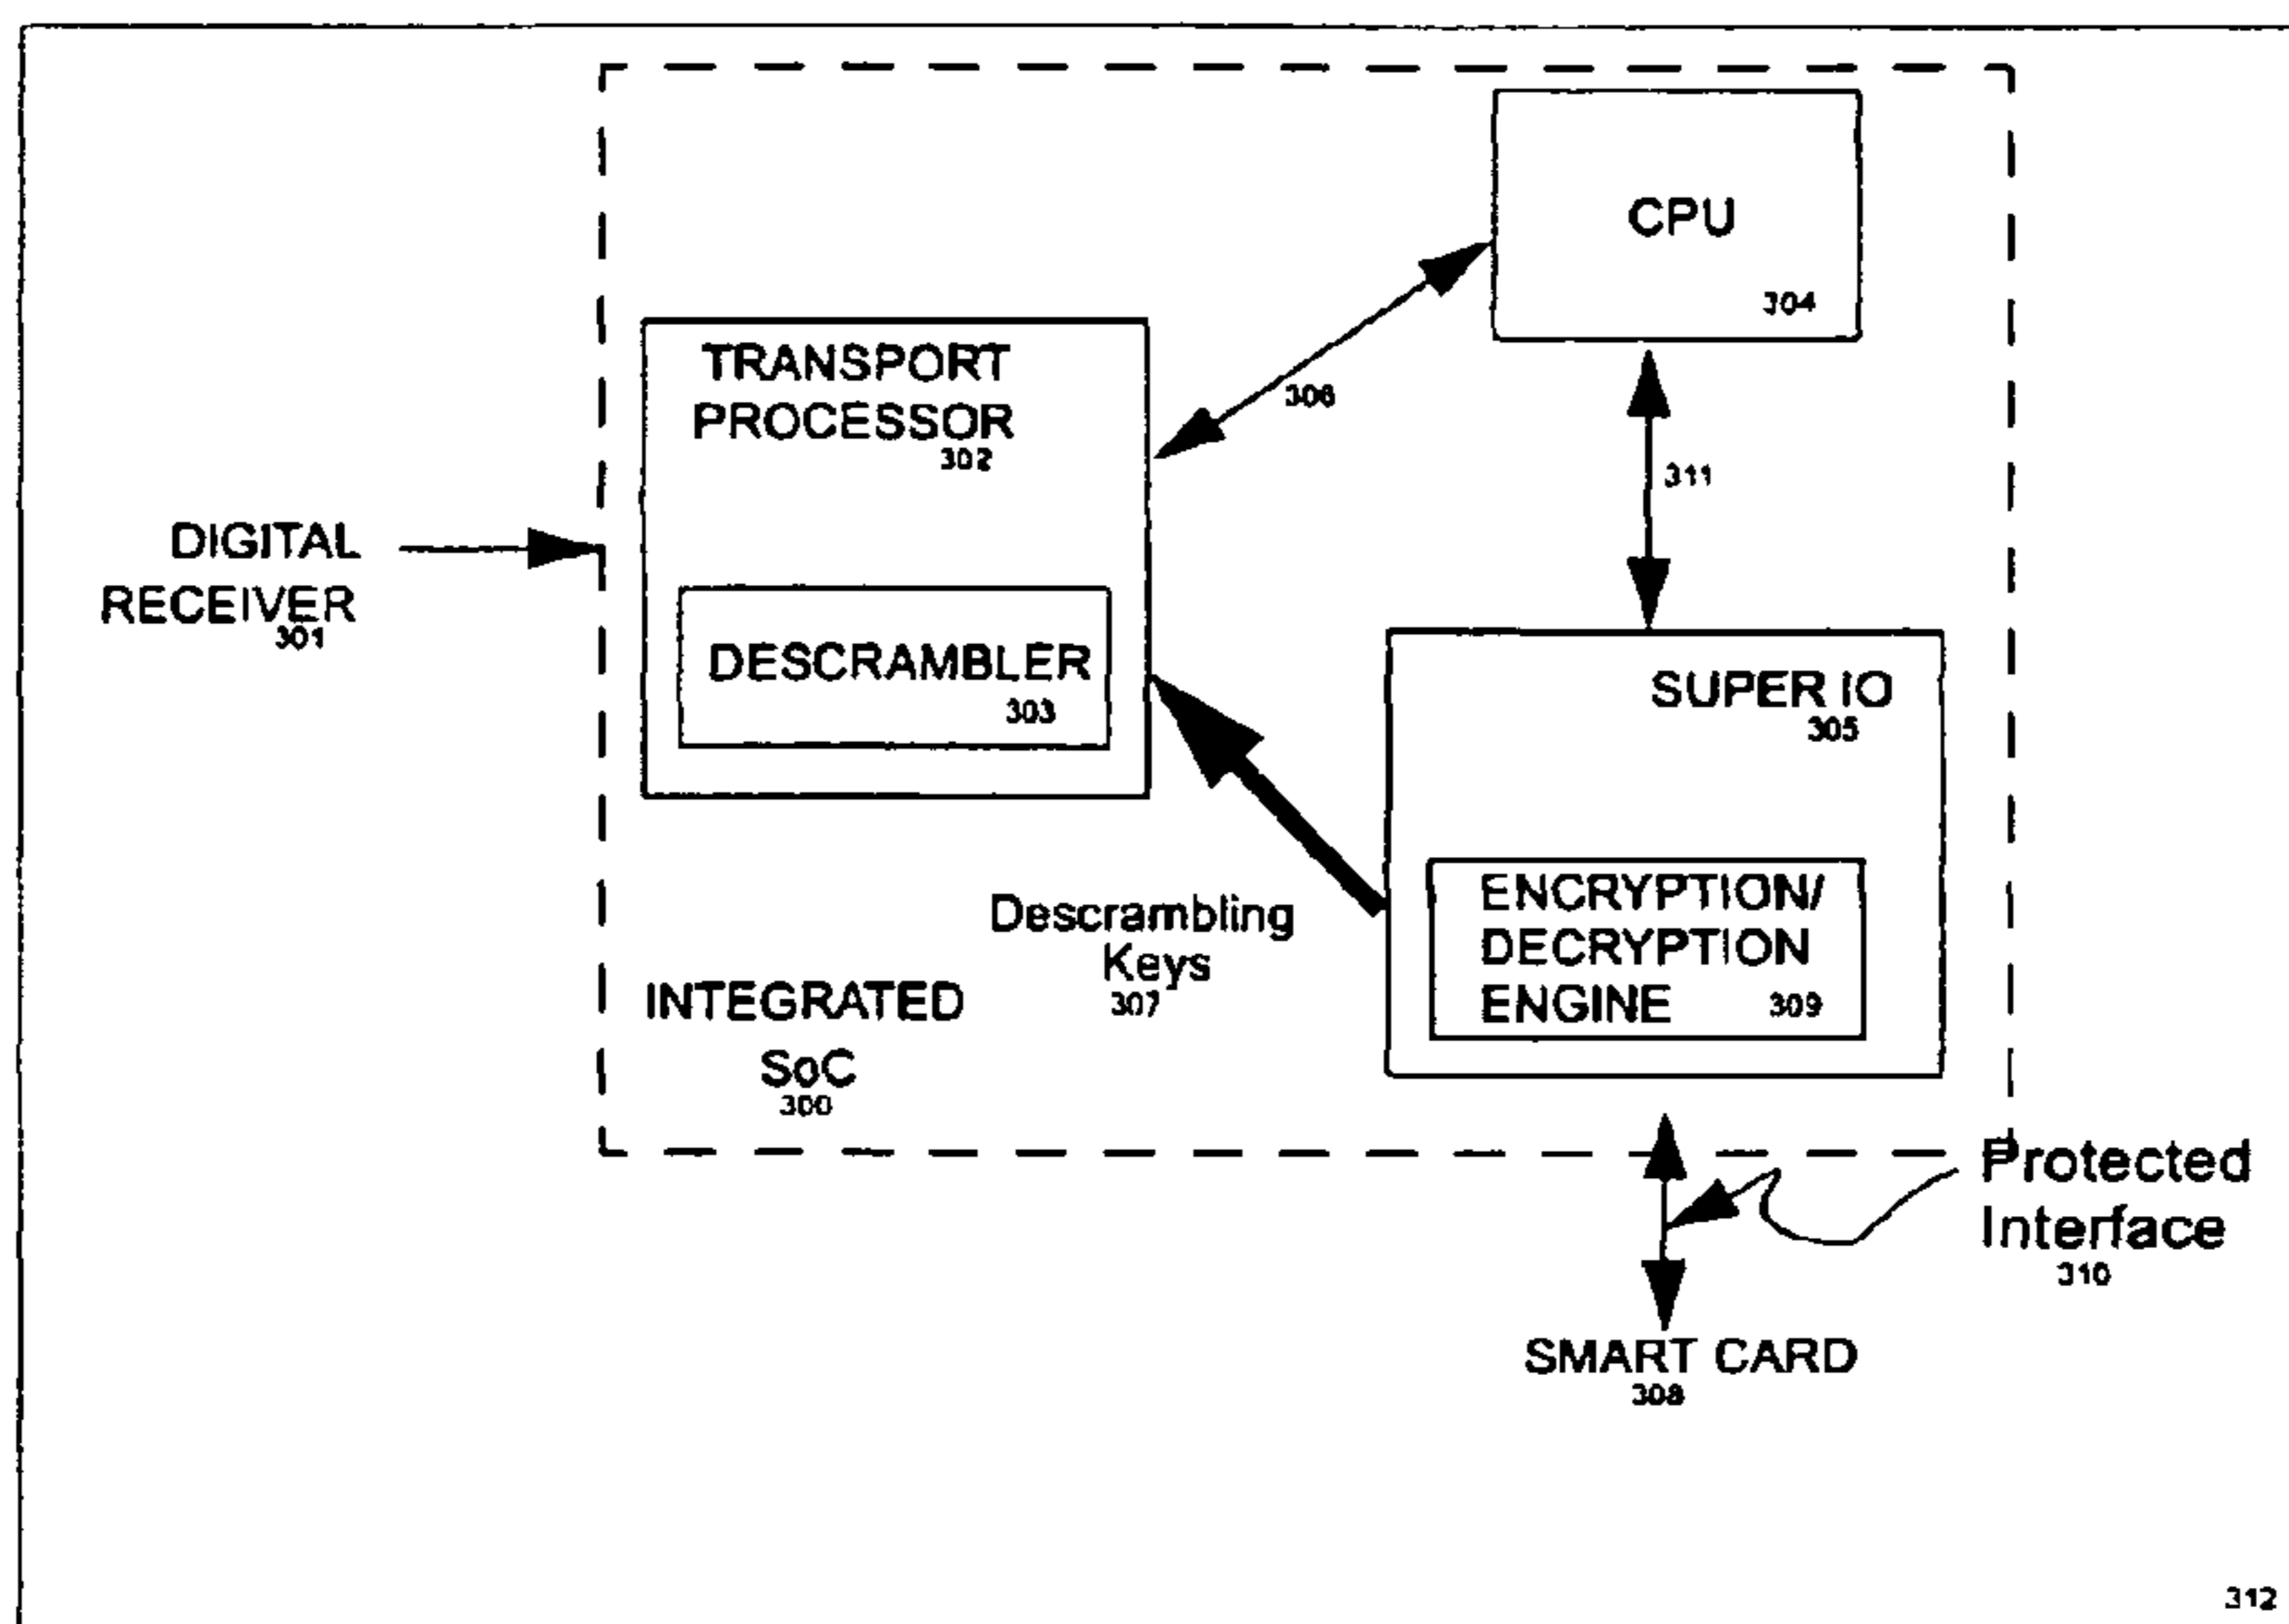 CPU
304
TRANSPORT
PROCESSOR
302
306
311
DIGITAL
RECEIVER
301
DESCRAMBLER
303
SUPER IO
305
ENCRYPTION/
DECRYPTION
ENGINE 309
Descrambling
Keys
307
INTEGRATED
SoC
300
Protected
Interface
310
SMART CARD
308
312